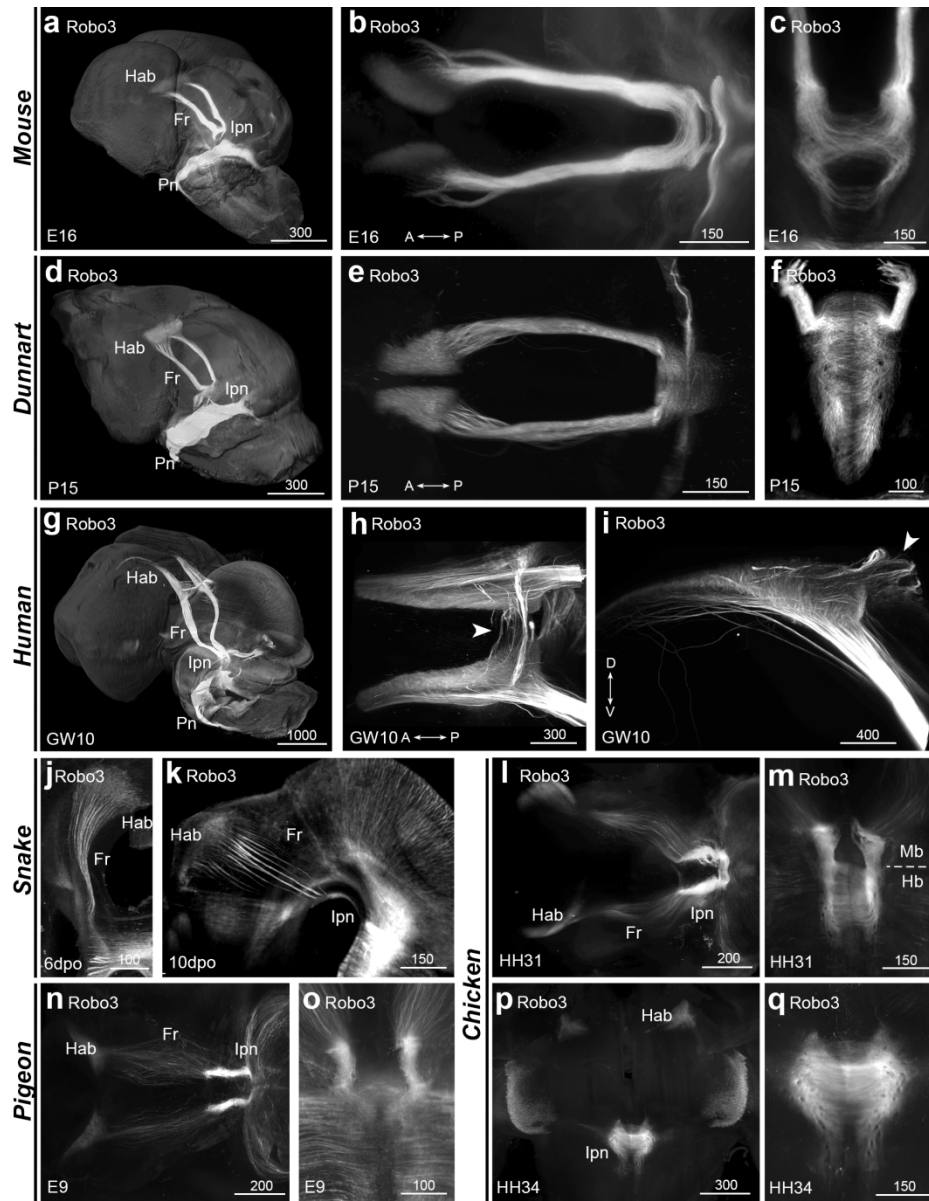 Mouse
a Robo3
Hab
Fr
Ipn
Pn
E16
300
b Robo3
E16
A ↔ P
150
c Robo3
E16
150
Dunnart
d Robo3
Hab
Fr
Ipn
Pn
P15
300
e Robo3
P15
A ↔ P
150
f Robo3
P15
100
Human
g Robo3
Hab
Fr
Ipn
Pn
GW10
1000
h Robo3
GW10 A ↔ P
300
i Robo3
D
V
GW10
400
Snake
j Robo3
Hab
Fr
6dpo
100
k Robo3
Hab
Fr
Ipn
10dpo
150
Chicken
l Robo3
Hab
Fr
Ipn
HH31
200
m Robo3
Mb
Hb
HH31
150
Pigeon
n Robo3
Hab
Fr
Ipn
E9
200
o Robo3
E9
100
p Robo3
Hab
Ipn
HH34
300
q Robo3
HH34
150